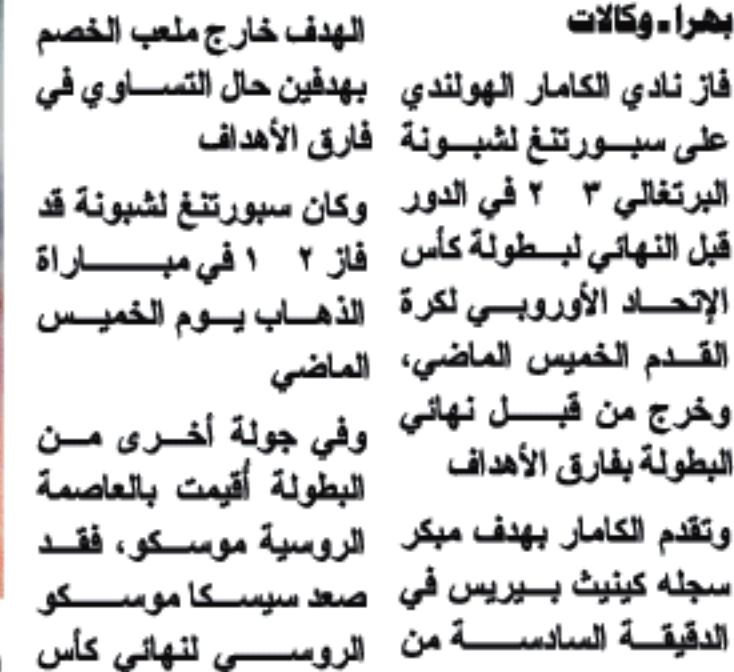 بهرا ـ وكالات
فاز نادي الكامار الهولندي
على سبورتنغ لشبونة
البرتغالي ٣ ٢ في الدور
قبل النهائي لبطولة كأس
الإتحاد الأوروبي لكرة
القدم الخميس الماضي،
وخرج من قبل نهائي
البطولة بفارق الأهداف
وتقدم الكامار بهدف مبكر
سجله كينيث بيريس في
الدقيقة السادسة من
الهدف خارج ملعب الخصم
بهدفين حال التساوي في
فارق الأهداف
وكان سبورتنغ لشبونة قد
فاز ٢ ١ في مباراة
الذهاب يوم الخميس
الماضي
وفي جولة أخرى من
البطولة أُقيمت بالعاصمة
الروسية موسكو، فقد
صعد سيسكا موسكو
الروسي لنهائي كأس